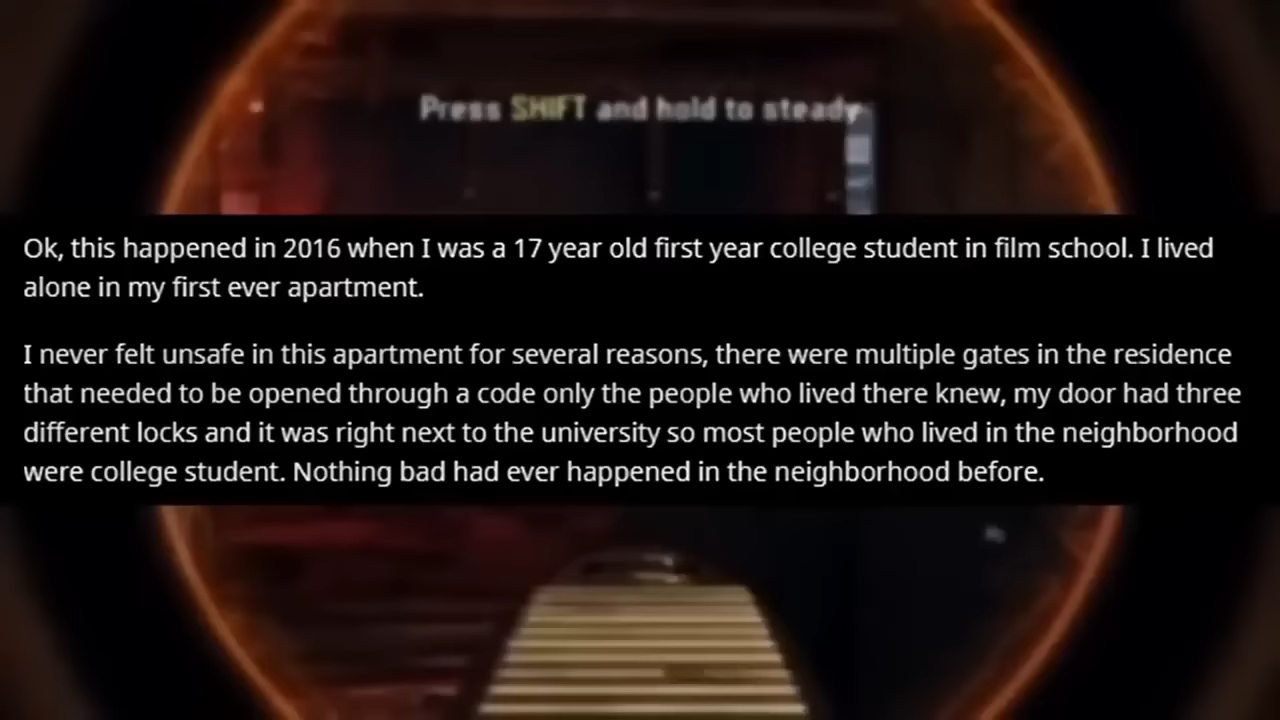 Press SHIFT and hold to steady
Ok, this happened in 2016 when I was a 17 year old first year college student in film school. I lived
alone in my first ever apartment.
I never felt unsafe in this apartment for several reasons, there were multiple gates in the residence
that needed to be opened through a code only the people who lived there knew, my door had three
different locks and it was right next to the university so most people who lived in the neighborhood
were college student. Nothing bad had ever happened in the neighborhood before.